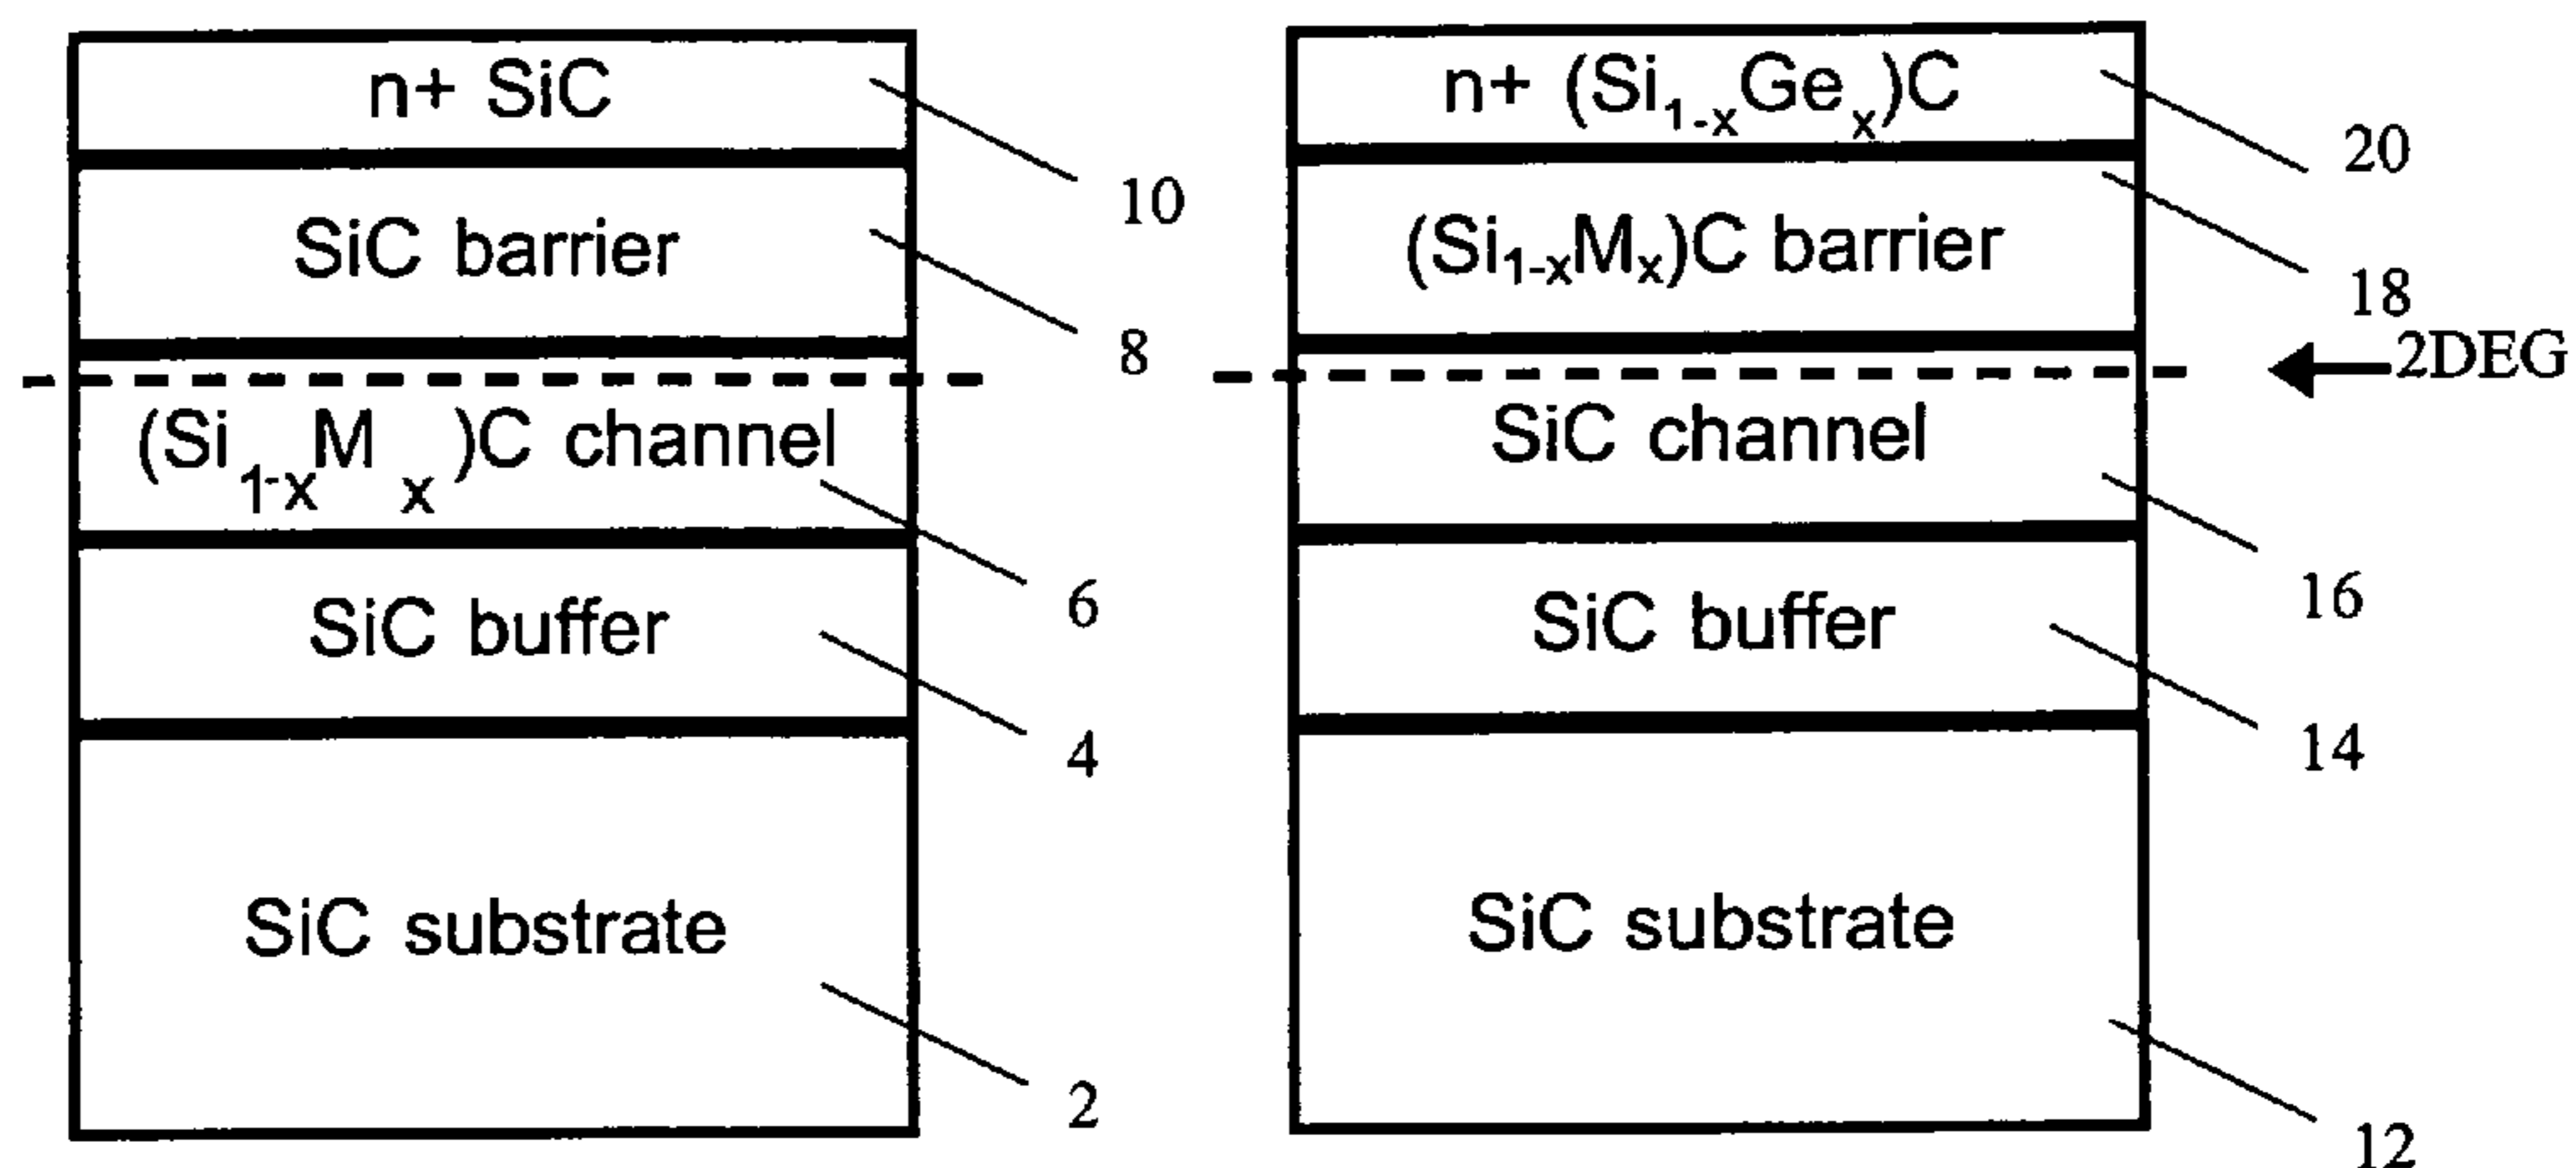 n+ SiC
10
SiC barrier
8
(Si1-xMx)C channel
6
SiC buffer
4
SiC substrate
2
n+ (Si1-xGex)C
20
(Si1-xMx)C barrier
18
2DEG
SiC channel
16
SiC buffer
14
SiC substrate
12